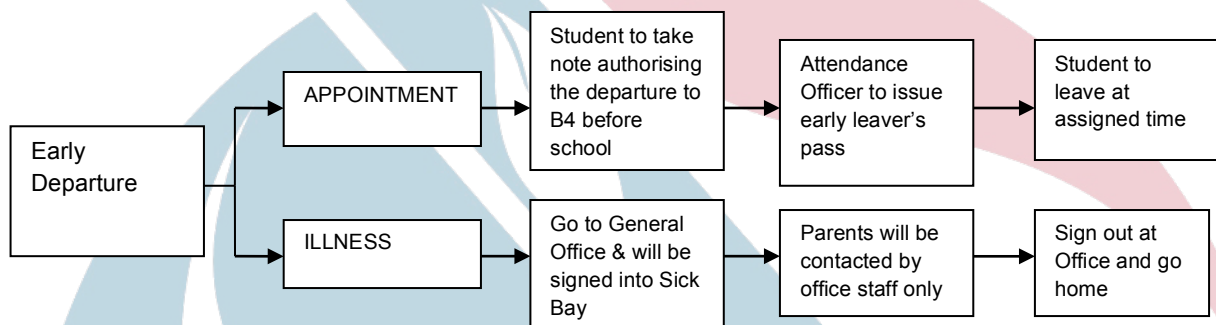 Early
Departure
APPOINTMENT
Student to take
note authorising
the departure to
B4 before
school
Attendance
Officer to issue
early leaver's
pass
Student to
leave at
assigned time
ILLNESS
Go to General
Office & will be
signed into Sick
Bay
Parents will be
contacted by
office staff only
Sign out at
Office and go
home